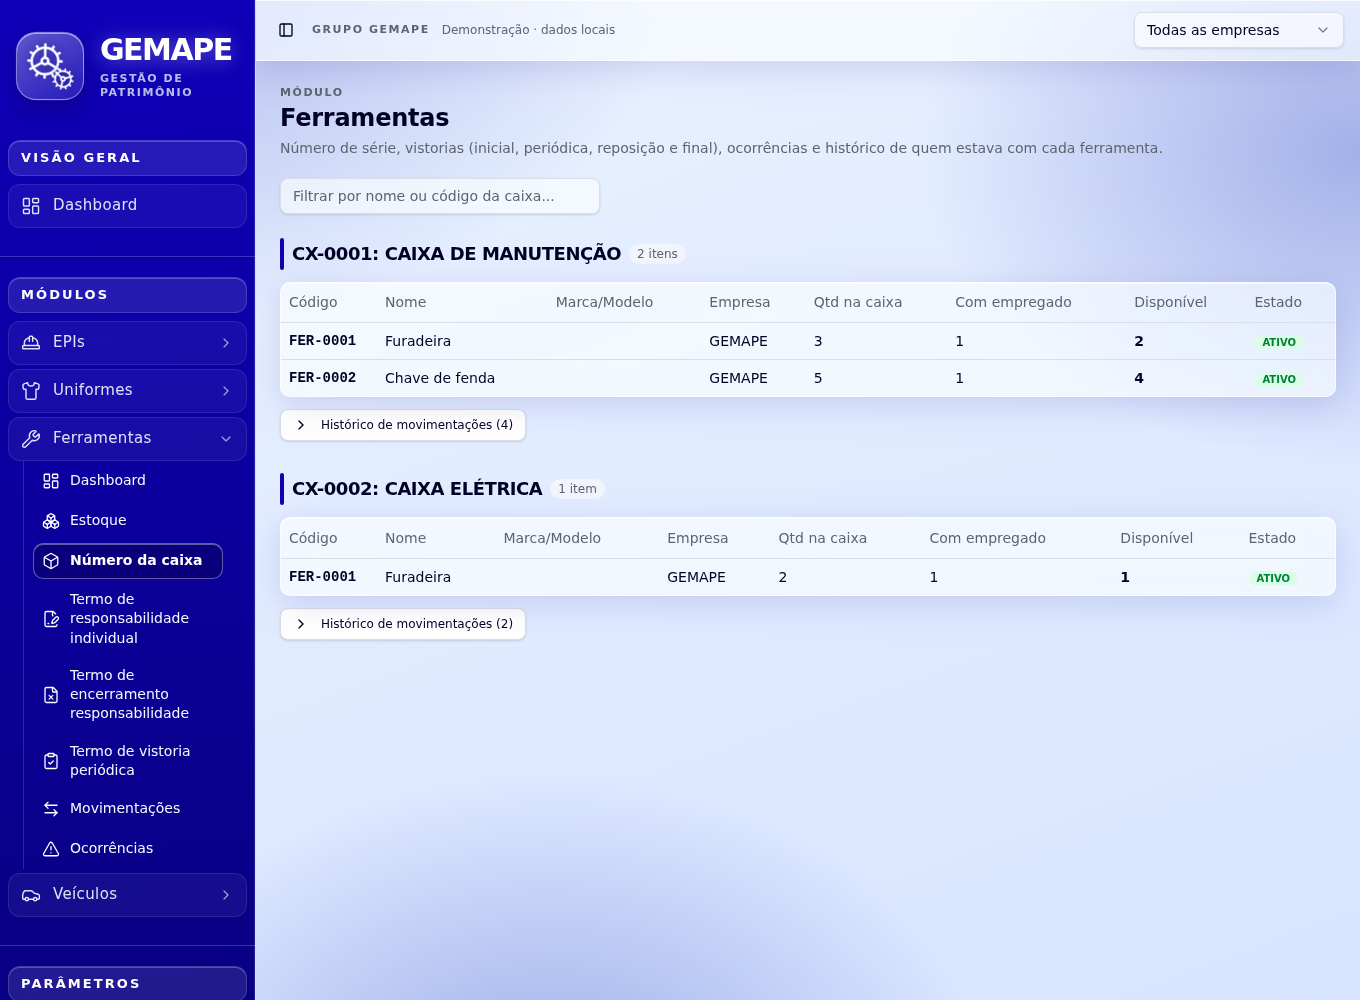 GEMAPE
GESTÃO DE
PATRIMÔNIO
VISÃO GERAL
Dashboard
MÓDULOS
EPIs
Uniformes
Ferramentas
Dashboard
Estoque
Número da caixa
Termo de
responsabilidade
individual
Termo de
encerramento
responsabilidade
Termo de vistoria
periódica
Movimentações
Ocorrências
Veículos
PARÂMETROS
GRUPO GEMAPE Demonstração · dados locais
Todas as empresas
MÓDULO
Ferramentas
Número de série, vistorias (inicial, periódica, reposição e final), ocorrências e histórico de quem estava com cada ferramenta.
Filtrar por nome ou código da caixa...
CX-0001: CAIXA DE MANUTENÇÃO 2 itens
Código Nome Marca/Modelo Empresa Qtd na caixa Com empregado Disponível Estado
FER-0001 Furadeira GEMAPE 3 1 2 ATIVO
FER-0002 Chave de fenda GEMAPE 5 1 4 ATIVO
Histórico de movimentações (4)
CX-0002: CAIXA ELÉTRICA 1 item
Código Nome Marca/Modelo Empresa Qtd na caixa Com empregado Disponível Estado
FER-0001 Furadeira GEMAPE 2 1 1 ATIVO
Histórico de movimentações (2)